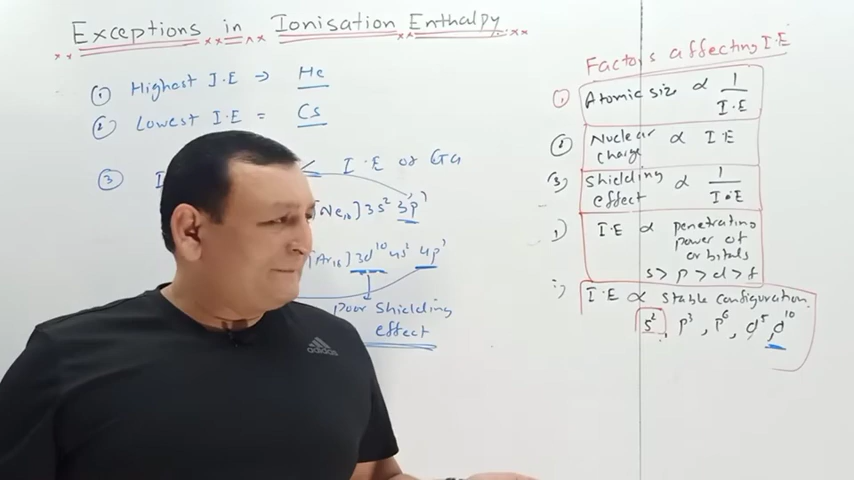 Exceptions in Ionisation Enthalpy
① Highest I.E → He
② Lowest I.E = Cs
③ I < I.E of Ga
[Ne₁₀] 3s² 3p¹
[Ar₁₈] 3d¹⁰ 4s² 4p¹
Poor Shielding
effect
adidas
Factors affecting I.E
① Atomic size ∝ 1/I.E
② Nuclear ∝ I.E
charge
③ Shielding ∝ 1/I.E
effect
I.E ∝ penetrating
power of
orbitals
s > p > d > f
I.E ∝ stable configuration
s², p³, p⁶, d⁵, d¹⁰